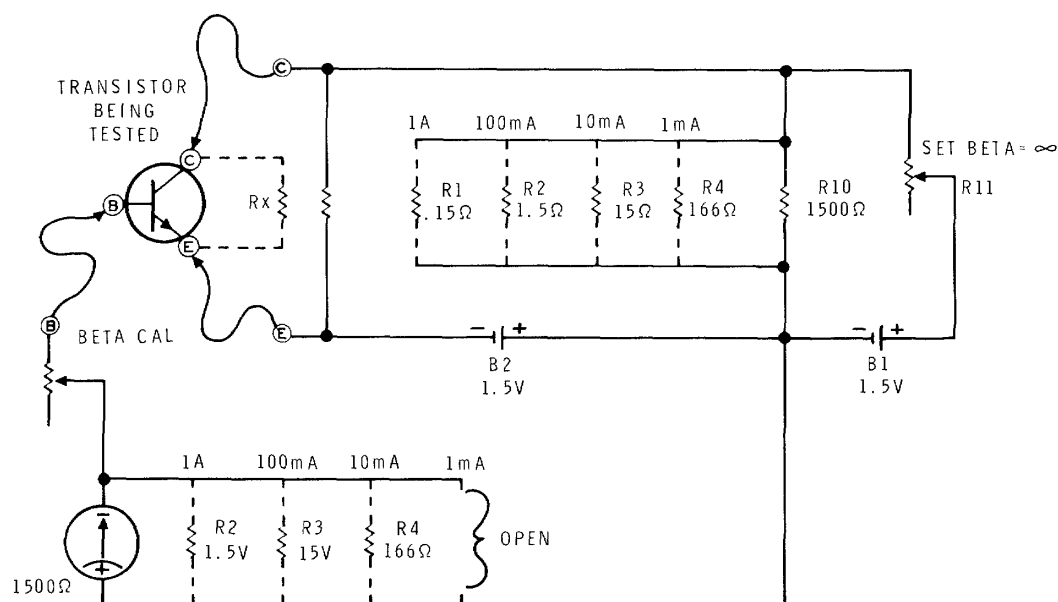 TRANSISTOR
BEING
TESTED
C
C
B
E
Rx
B
BETA CAL
E
1A 100mA 10mA 1mA
R1
.15Ω
R2
1.5Ω
R3
15Ω
R4
166Ω
R10
1500Ω
SET BETA= ∞
R11
- +
B2
1.5V
- +
B1
1.5V
1A 100mA 10mA 1mA
R2
1.5V
R3
15V
R4
166Ω
OPEN
-
+
1500Ω